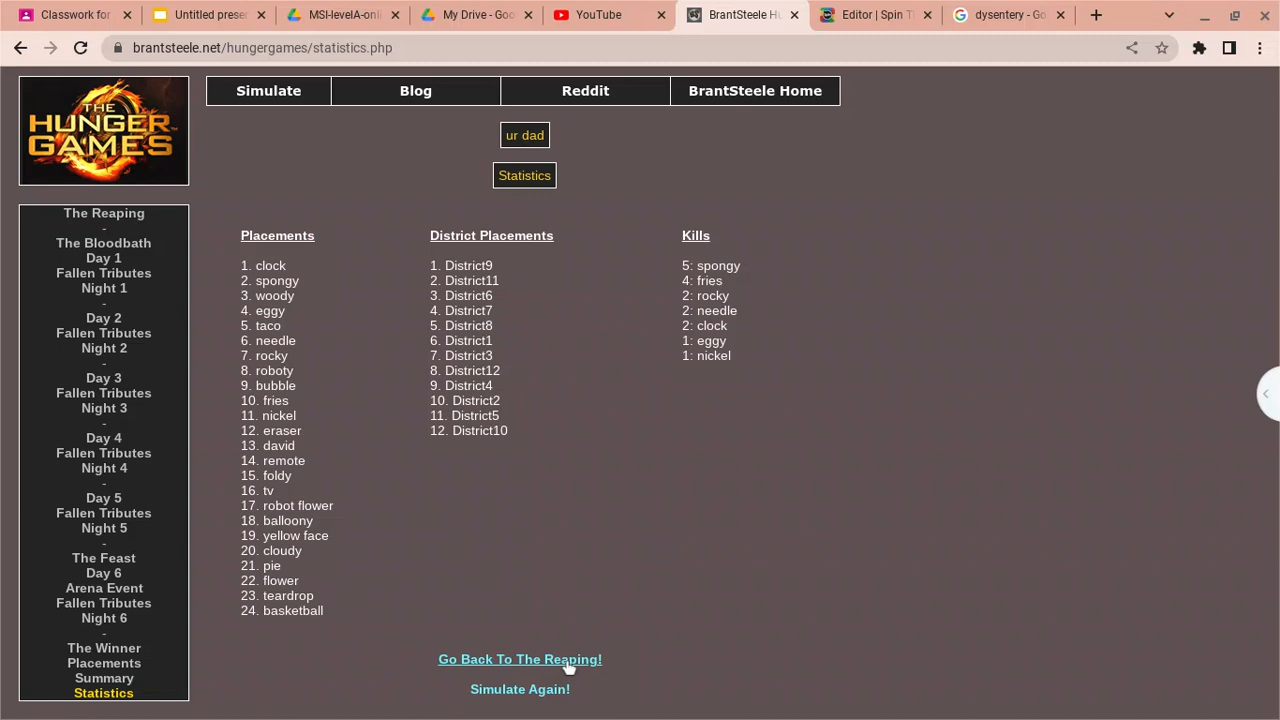 Classwork for
Untitled preser
MSI-levelA-onli
My Drive - Goo
YouTube
BrantSteele Hu
Editor | Spin T
dysentery - Go
brantsteele.net/hungergames/statistics.php
THE HUNGER GAMES
Simulate
Blog
Reddit
BrantSteele Home
ur dad
Statistics
The Reaping
-
The Bloodbath
Day 1
Fallen Tributes
Night 1
-
Day 2
Fallen Tributes
Night 2
-
Day 3
Fallen Tributes
Night 3
-
Day 4
Fallen Tributes
Night 4
-
Day 5
Fallen Tributes
Night 5
-
The Feast
Day 6
Arena Event
Fallen Tributes
Night 6
-
The Winner
Placements
Summary
Statistics
Placements
1. clock
2. spongy
3. woody
4. eggy
5. taco
6. needle
7. rocky
8. roboty
9. bubble
10. fries
11. nickel
12. eraser
13. david
14. remote
15. foldy
16. tv
17. robot flower
18. balloony
19. yellow face
20. cloudy
21. pie
22. flower
23. teardrop
24. basketball
District Placements
1. District9
2. District11
3. District6
4. District7
5. District8
6. District1
7. District3
8. District12
9. District4
10. District2
11. District5
12. District10
Kills
5: spongy
4: fries
2: rocky
2: needle
2: clock
1: eggy
1: nickel
Go Back To The Reaping!
Simulate Again!